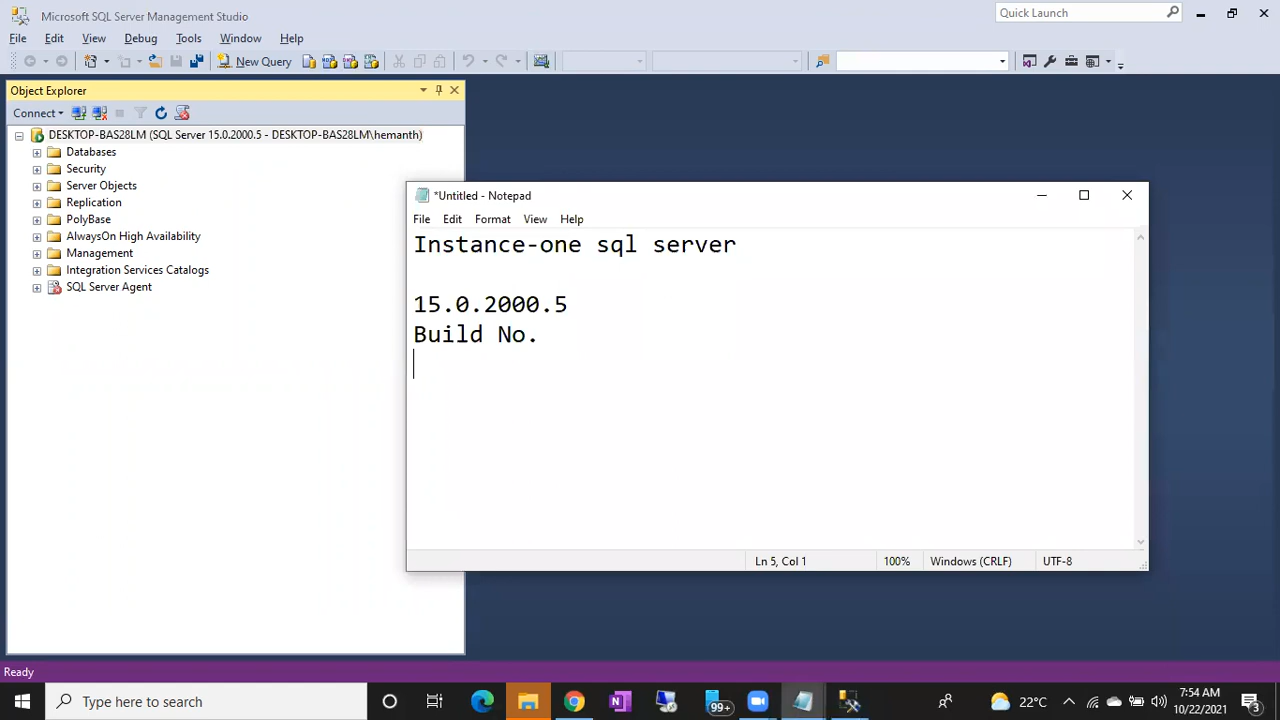 Microsoft SQL Server Management Studio
Quick Launch
File Edit View Debug Tools Window Help
New Query
Object Explorer
Connect
DESKTOP-BAS28LM (SQL Server 15.0.2000.5 - DESKTOP-BAS28LM\hemanth)
Databases
Security
Server Objects
Replication
PolyBase
AlwaysOn High Availability
Management
Integration Services Catalogs
SQL Server Agent
*Untitled - Notepad
File Edit Format View Help
Instance-one sql server
15.0.2000.5
Build No.
Ln 5, Col 1 100% Windows (CRLF) UTF-8
Ready
Type here to search
99+
22°C
7:54 AM
10/22/2021
3